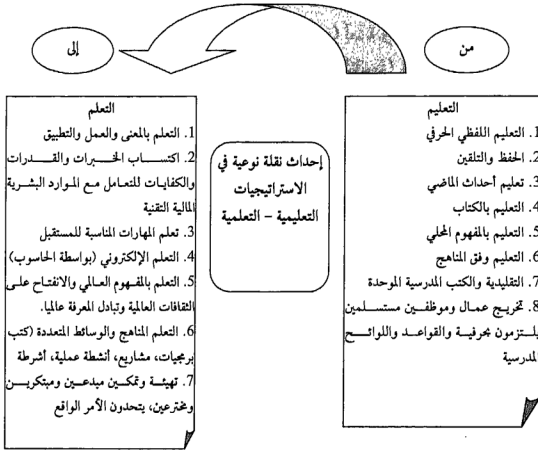 من
إلى
التعليم
1. التعليم اللفظي الحرفي
2. الحفظ والتلقين
3. تعليم أحداث الماضي
4. التعليم بالكتاب
5. التعليم بالمفهوم المحلي
6. التعليم وفق المناهج
7. التقليدية والكتب المدرسية الموحدة
8. تخريج عمال وموظفين مستسلمين
يلتزمون بحرفية والقواعد واللوائح
المدرسية
إحداث نقلة نوعية في
الاستراتيجيات
التعليمية – التعلمية
التعلم
1. التعلم بالمعنى والعمل والتطبيق
2. اكتساب الخبرات والقدرات
والكفايات للتعامل مع الموارد البشرية
المالية التقنية
3. تعلم المهارات المناسبة للمستقبل
4. التعلم الإلكتروني (بواسطة الحاسوب)
5. التعلم بالمفهوم العالمي والانفتاح على
الثقافات العالمية وتبادل المعرفة عالميا.
6. التعلم المناهج والوسائط المتعددة (كتب
برمجيات، مشاريع، أنشطة عملية، أشرطة
7. تهيئة وتمكين مبدعين ومبتكرين
ومخترعين، يتحدون الأمر الواقع